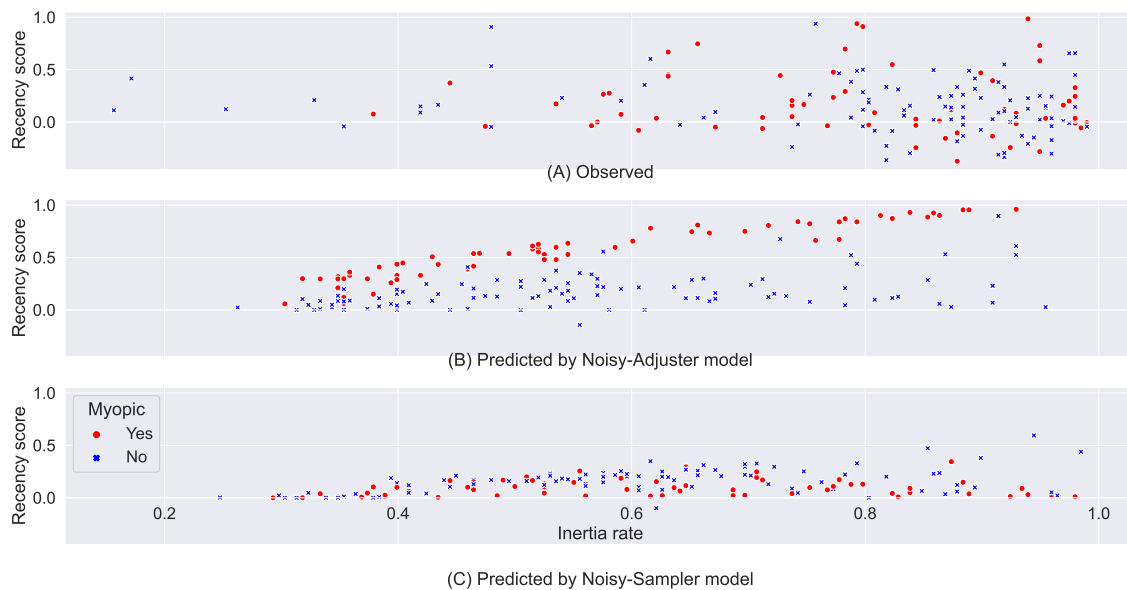 1.0
0.5
0.0
Recency score
(A) Observed
1.0
0.5
0.0
Recency score
(B) Predicted by Noisy-Adjuster model
1.0
0.5
0.0
Recency score
Myopic
Yes
No
0.2 0.4 0.6 0.8 1.0
Inertia rate
(C) Predicted by Noisy-Sampler model